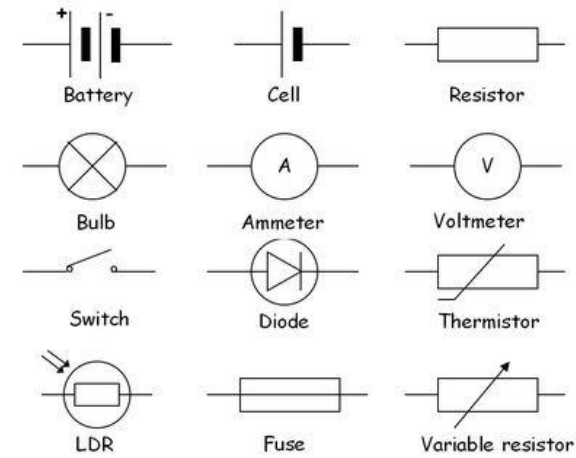 + -
Battery
Cell
Resistor
A
V
Bulb
Ammeter
Voltmeter
Switch
Diode
Thermistor
LDR
Fuse
Variable resistor